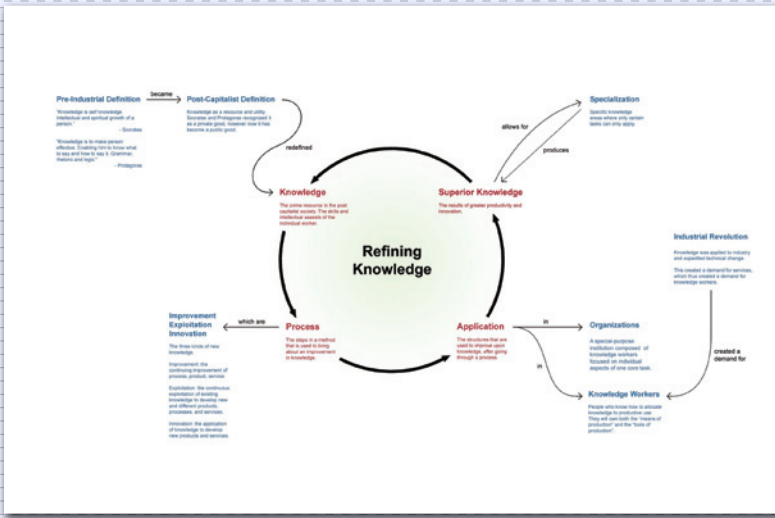 Pre-Industrial Definition
became
Post-Capitalist Definition
"Knowledge is self knowledge
intellectual and spiritual growth of a
person."
- Socrates
"Knowledge is to make person
effective. Enabling him to know what
to say and how to say it. Grammar,
rhetoric and logic."
- Protagoras
Knowledge as a resource and utility.
Socrates and Protagoras recognized it
as a private good, however now it has
become a public good.
redefined
Specialization
Specific knowledge
areas where only certain
tasks can only apply.
allows for
produces
Knowledge
The prime resource in the post
capitalist society. The skills and
intellectual assets of the
individual worker.
Superior Knowledge
The results of greater productivity and
innovation.
Refining
Knowledge
Industrial Revolution
Knowledge was applied to industry
and expedited technical change.
This created a demand for services,
which thus created a demand for
knowledge workers.
Improvement
Exploitation
Innovation
which are
The three kinds of new
knowledge.
Improvement: the
continuing improvement of
process, product, service
Exploitation: the continuous
exploitation of existing
knowledge to develop new
and different products,
processes, and services.
Innovation: the application
of knowledge to develop
new products and services.
Process
The steps in a method
that is used to bring
about an improvement
in knowledge.
Application
The structures that are
used to improve upon
knowledge, after going
through a process.
in
in
Organizations
A special-purpose
institution composed of
knowledge workers
focused on individual
aspects of one core task.
created a
demand for
Knowledge Workers
People who know how to allocate
knowledge to productive use.
They will own both the "means of
production" and the "tools of
production".